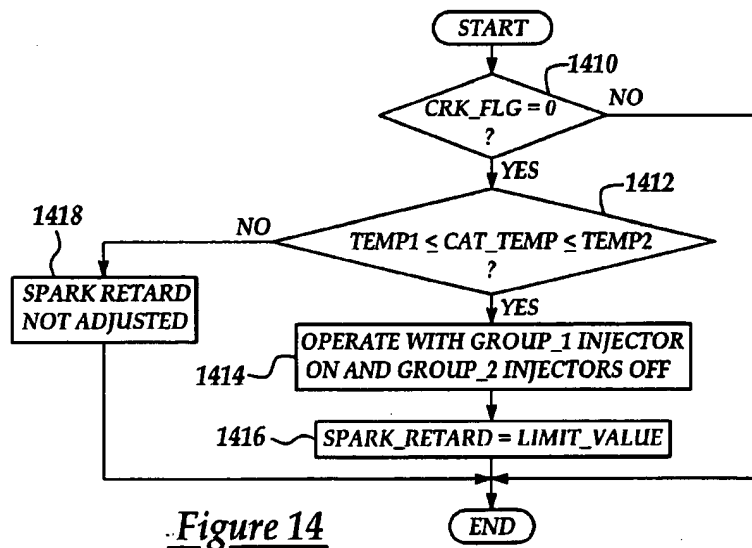 START
1410
CRK_FLG = 0
?
NO
YES
1412
TEMP1 ≤ CAT_TEMP ≤ TEMP2
?
NO
1418
SPARK RETARD
NOT ADJUSTED
YES
OPERATE WITH GROUP_1 INJECTOR
ON AND GROUP_2 INJECTORS OFF
1414
1416
SPARK_RETARD = LIMIT_VALUE
END
Figure 14